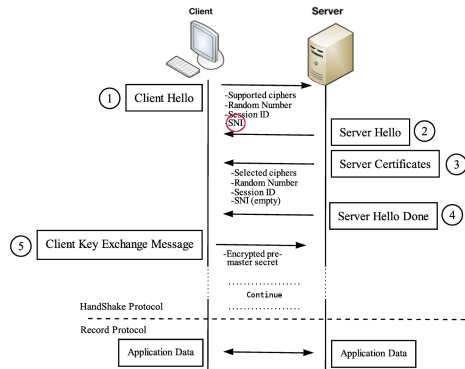 Client
Server
1
Client Hello
-Supported ciphers
-Random Number
-Session ID
-SNI
Server Hello
2
Server Certificates
3
-Selected ciphers
-Random Number
-Session ID
-SNI (empty)
Server Hello Done
4
5
Client Key Exchange Message
-Encrypted pre-
master secret
Continue
HandShake Protocol
Record Protocol
Application Data
Application Data